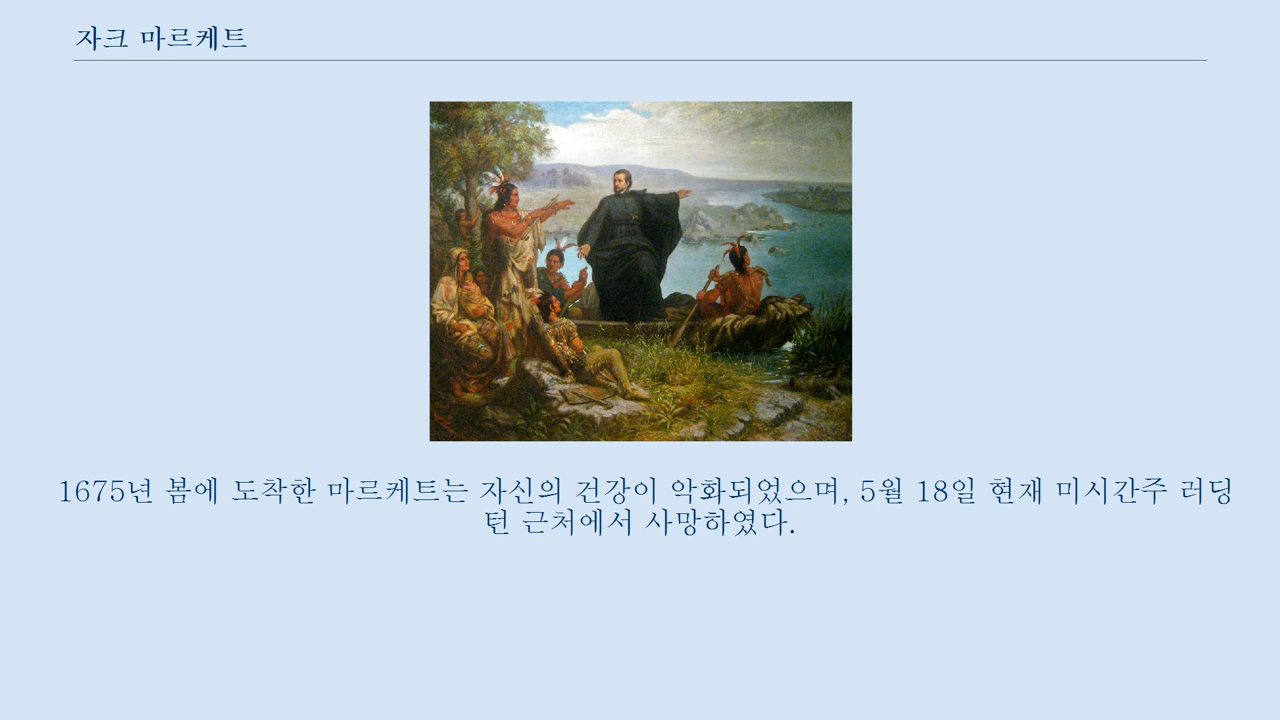 자크 마르케트
1675년 봄에 도착한 마르케트는 자신의 건강이 악화되었으며, 5월 18일 현재 미시간주 러딩
턴 근처에서 사망하였다.